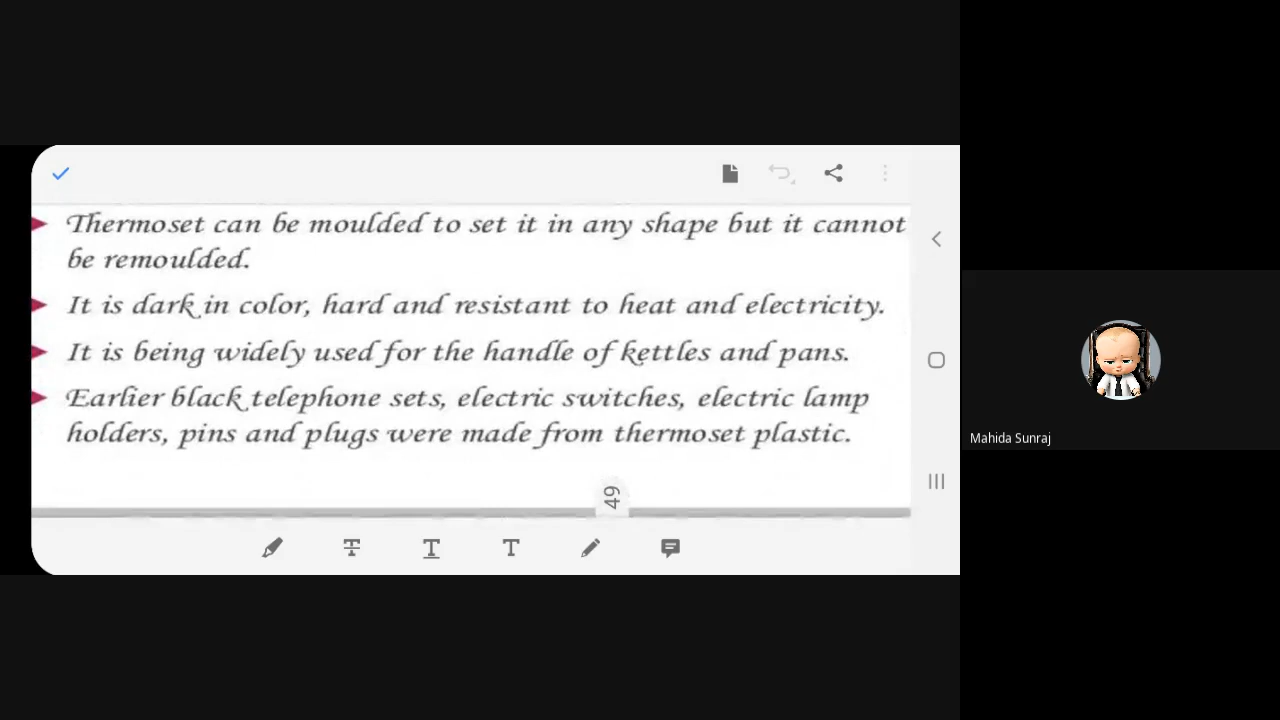 Thermoset can be moulded to set it in any shape but it cannot
be remoulded.
It is dark in color, hard and resistant to heat and electricity.
It is being widely used for the handle of kettles and pans.
Earlier black telephone sets, electric switches, electric lamp
holders, pins and plugs were made from thermoset plastic.
49
Mahida Sunraj